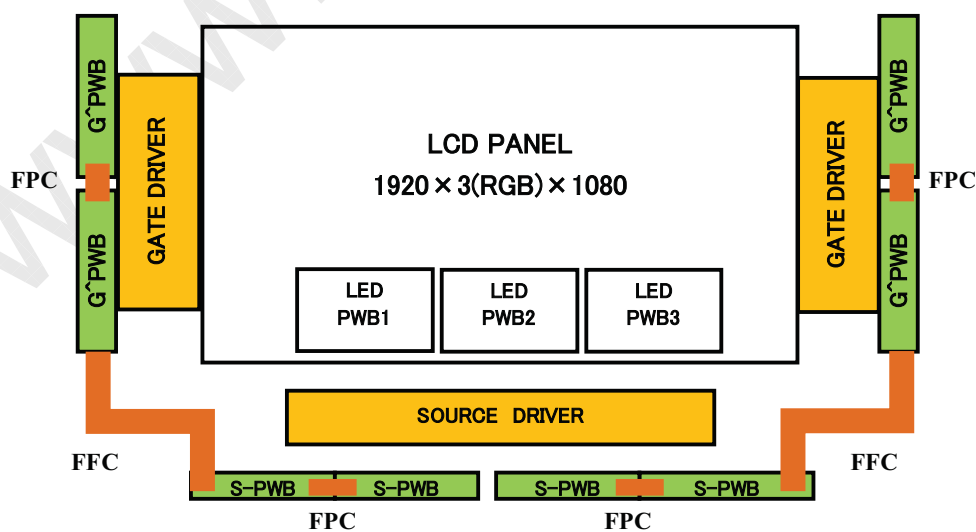 G^PWB
G^PWB
GATE DRIVER
LCD PANEL
1920×3(RGB)×1080
GATE DRIVER
G^PWB
G^PWB
FPC
FPC
LED
PWB1
LED
PWB2
LED
PWB3
SOURCE DRIVER
FFC
FFC
S-PWB
S-PWB
S-PWB
S-PWB
FPC
FPC